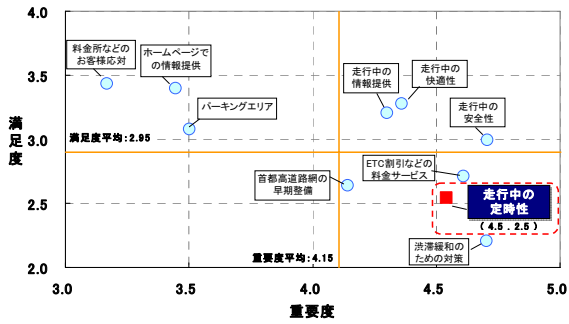 4.0
3.5
3.0
2.5
2.0
満足度
料金所などの
お客様応対
ホームページで
の情報提供
パーキングエリア
走行中の
情報提供
走行中の
快適性
走行中の
安全性
満足度平均：2.95
首都高道路網の
早期整備
ETC割引などの
料金サービス
走行中の
定時性
（4.5．2.5）
渋滞緩和の
ための対策
重要度平均：4.15
3.0
3.5
4.0
4.5
5.0
重要度